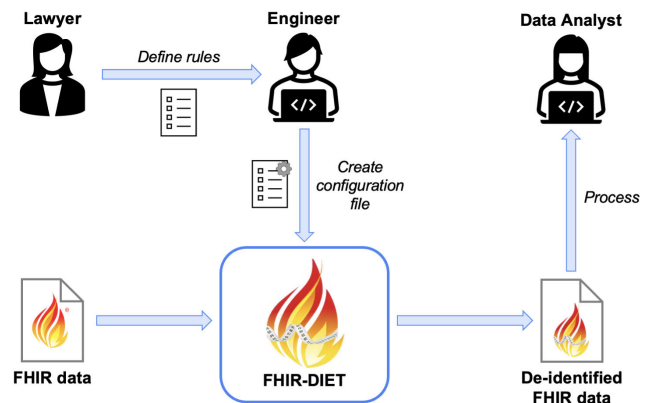 Lawyer
Engineer
Data Analyst
Define rules
</>
</>
Create
configuration
file
Process
FHIR data
FHIR-DIET
De-identified
FHIR data